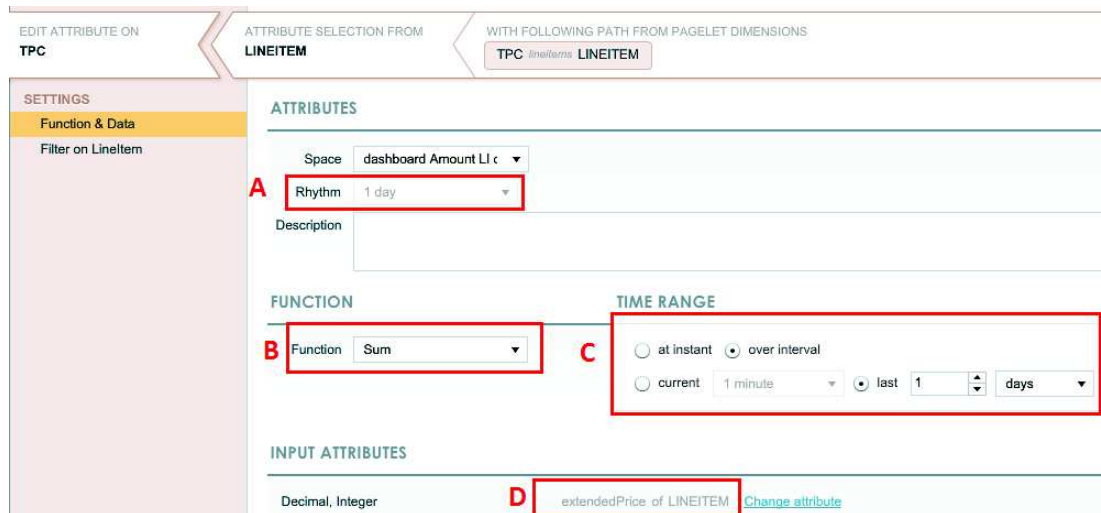 EDIT ATTRIBUTE ON
TPC
ATTRIBUTE SELECTION FROM
LINEITEM
WITH FOLLOWING PATH FROM PAGELET DIMENSIONS
TPC lineitems LINEITEM
SETTINGS
Function & Data
Filter on LineItem
ATTRIBUTES
Space dashboard Amount LI c
A Rhythm 1 day
Description
FUNCTION
B Function Sum
TIME RANGE
C at instant over interval
current 1 minute last 1 days
INPUT ATTRIBUTES
Decimal, Integer D extendedPrice of LINEITEM Change attribute